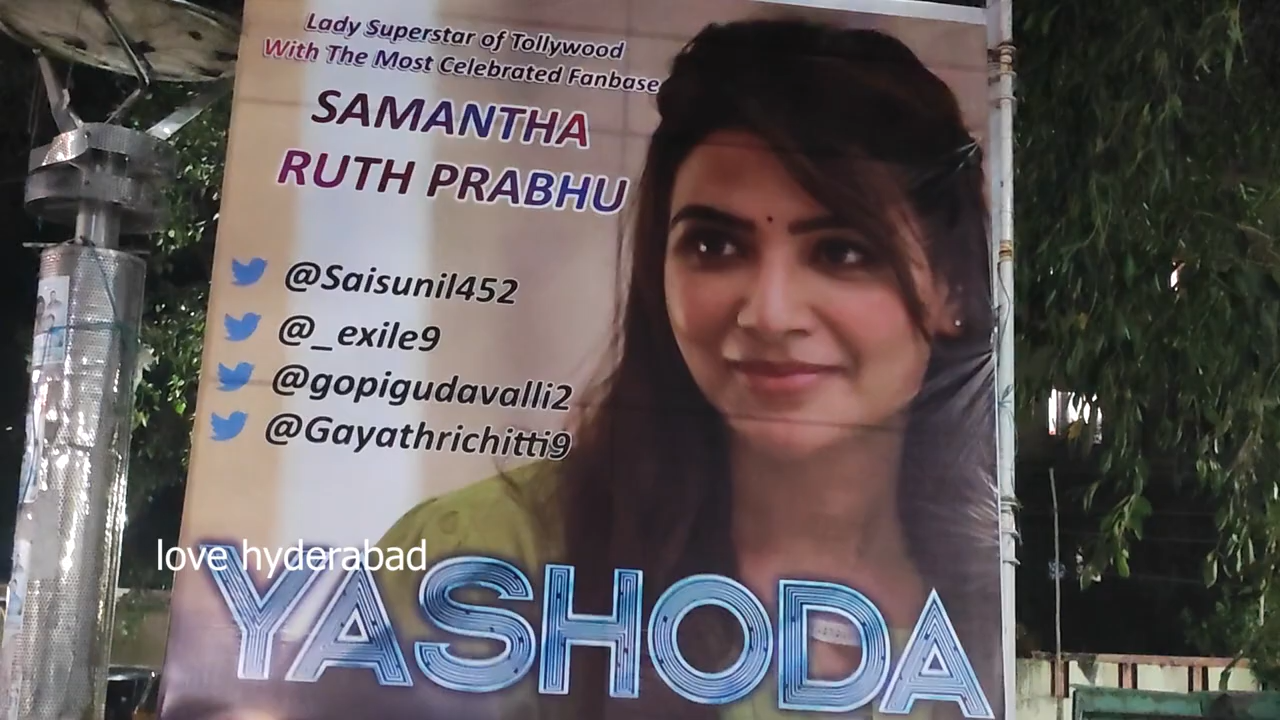 Lady Superstar of Tollywood
With The Most Celebrated Fanbase
SAMANTHA
RUTH PRABHU
@Saisunil452
@_exile9
@gopigudavalli2
@Gayathrichitti9
love hyderabad
YASHODA